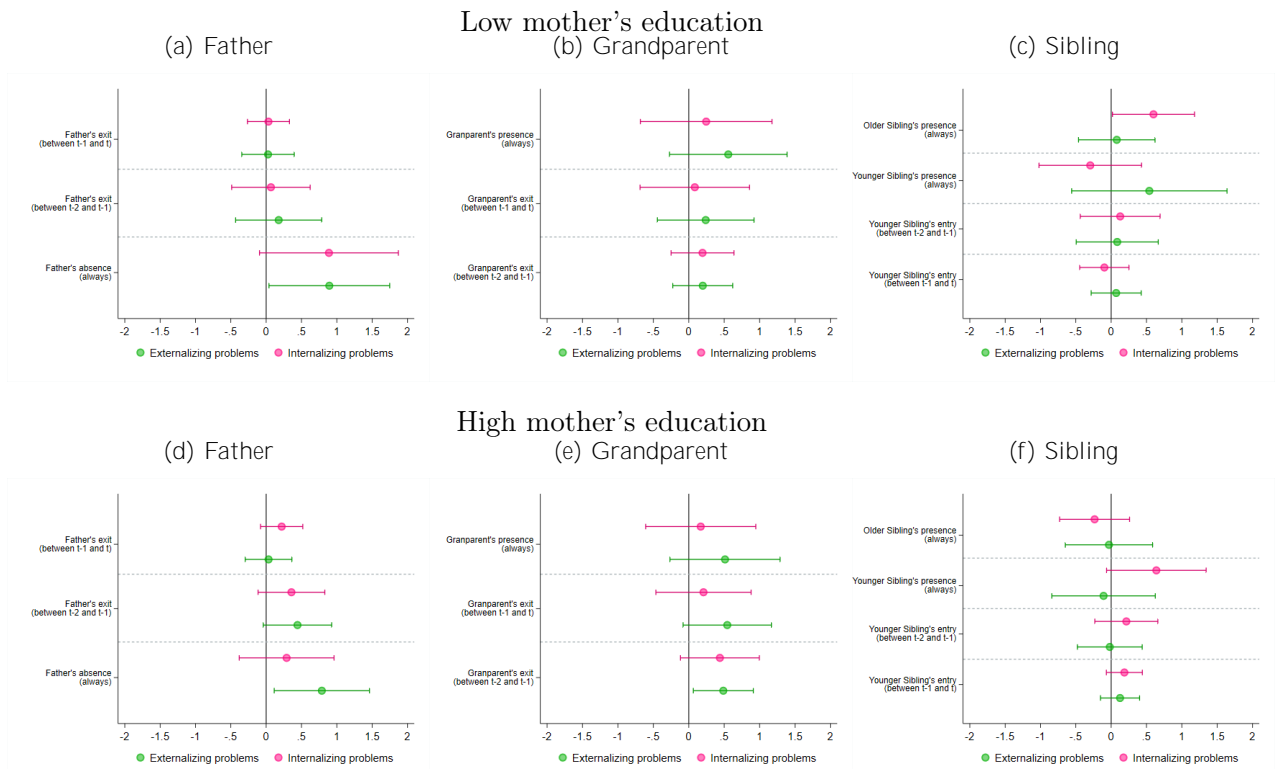 Low mother's education
(a) Father
(b) Grandparent
(c) Sibling
Father's exit
(between t-1 and t)
Father's exit
(between t-2 and t-1)
Father's absence
(always)
-2 -1.5 -1 -.5 0 .5 1 1.5 2
Externalizing problems Internalizing problems
Granparent's presence
(always)
Granparent's exit
(between t-1 and t)
Granparent's exit
(between t-2 and t-1)
-2 -1.5 -1 -.5 0 .5 1 1.5 2
Externalizing problems Internalizing problems
Older Sibling's presence
(always)
Younger Sibling's presence
(always)
Younger Sibling's entry
(between t-2 and t-1)
Younger Sibling's entry
(between t-1 and t)
-2 -1.5 -1 -.5 0 .5 1 1.5 2
Externalizing problems Internalizing problems
High mother's education
(d) Father
(e) Grandparent
(f) Sibling
Father's exit
(between t-1 and t)
Father's exit
(between t-2 and t-1)
Father's absence
(always)
-2 -1.5 -1 -.5 0 .5 1 1.5 2
Externalizing problems Internalizing problems
Granparent's presence
(always)
Granparent's exit
(between t-1 and t)
Granparent's exit
(between t-2 and t-1)
-2 -1.5 -1 -.5 0 .5 1 1.5 2
Externalizing problems Internalizing problems
Older Sibling's presence
(always)
Younger Sibling's presence
(always)
Younger Sibling's entry
(between t-2 and t-1)
Younger Sibling's entry
(between t-1 and t)
-2 -1.5 -1 -.5 0 .5 1 1.5 2
Externalizing problems Internalizing problems